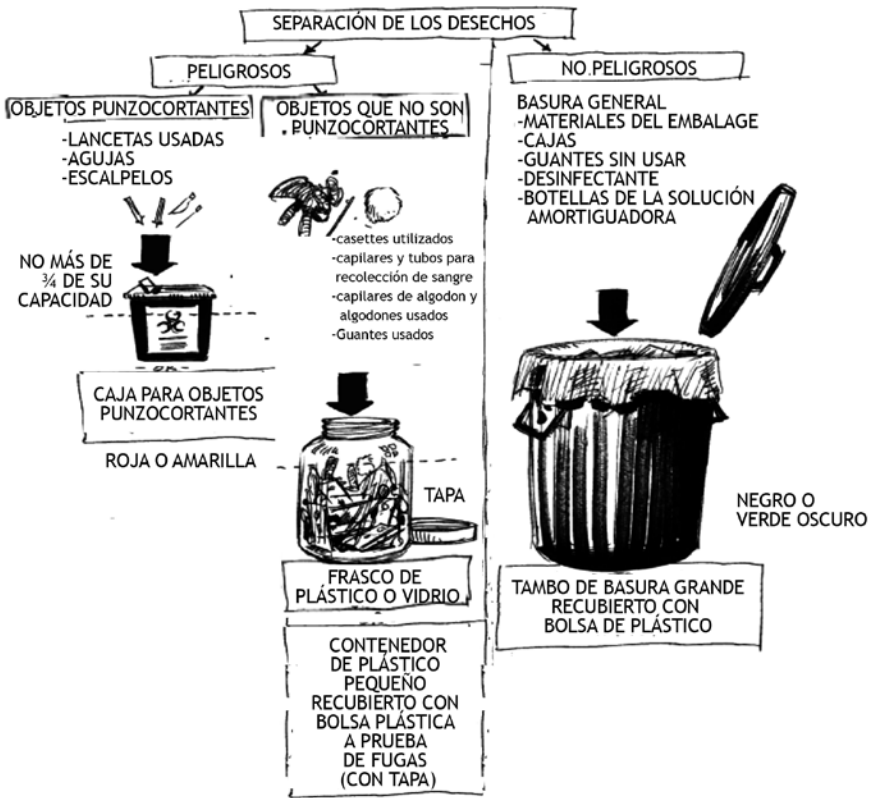 SEPARACIÓN DE LOS DESECHOS
PELIGROSOS
OBJETOS PUNZOCORTANTES
-LANCETAS USADAS
-AGUJAS
-ESCALPELOS
NO MÁS DE
¾ DE SU
CAPACIDAD
CAJA PARA OBJETOS
PUNZOCORTANTES
ROJA O AMARILLA
OBJETOS QUE NO SON
PUNZOCORTANTES
-casettes utilizados
-capilares y tubos para
recolección de sangre
-capilares de algodon y
algodones usados
-Guantes usados
TAPA
FRASCO DE
PLÁSTICO O VIDRIO
CONTENEDOR
DE PLÁSTICO
PEQUEÑO
RECUBIERTO CON
BOLSA PLÁSTICA
A PRUEBA
DE FUGAS
(CON TAPA)
NO PELIGROSOS
BASURA GENERAL
-MATERIALES DEL EMBALAGE
-CAJAS
-GUANTES SIN USAR
-DESINFECTANTE
-BOTELLAS DE LA SOLUCIÓN
AMORTIGUADORA
NEGRO O
VERDE OSCURO
TAMBO DE BASURA GRANDE
RECUBIERTO CON
BOLSA DE PLÁSTICO